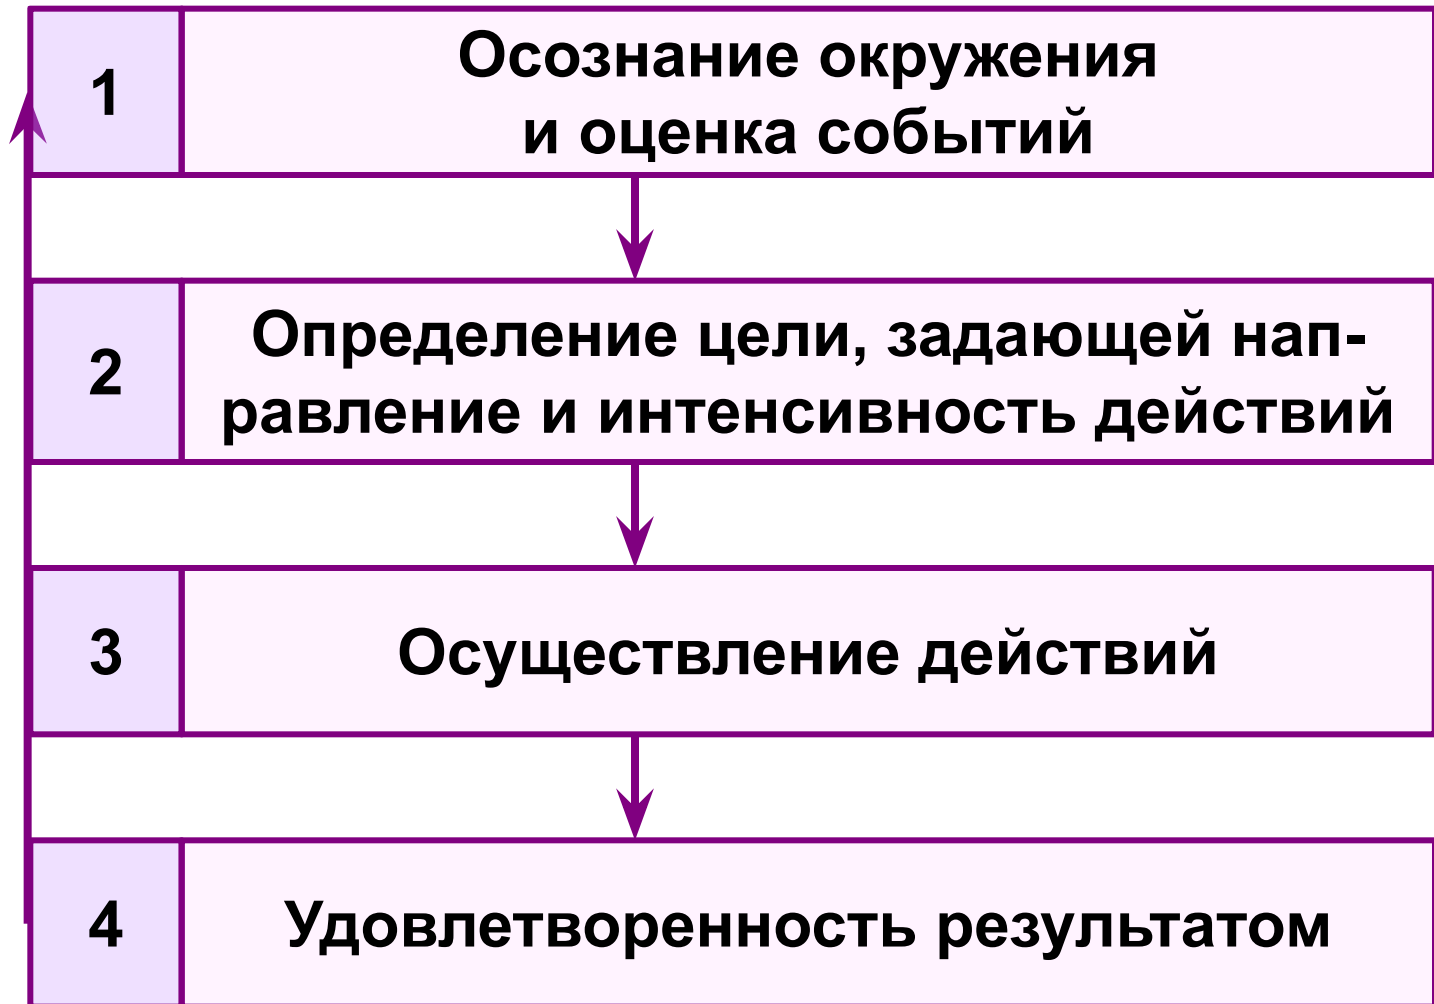 1
Осознание окружения
и оценка событий
2
Определение цели, задающей нап-
равление и интенсивность действий
3
Осуществление действий
4
Удовлетворенность результатом